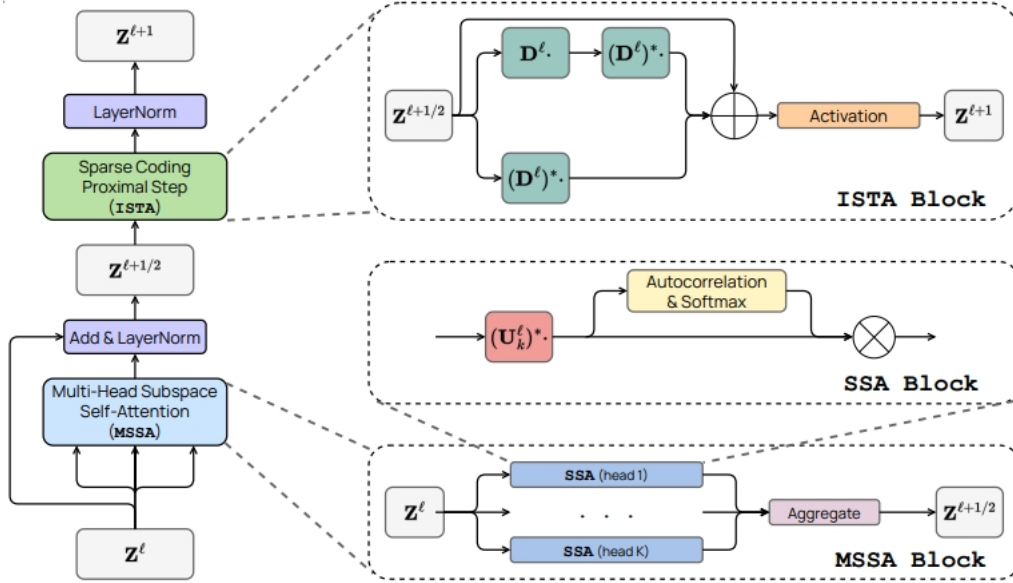 Z^{ℓ+1}
LayerNorm
Sparse Coding
Proximal Step
(ISTA)
Z^{ℓ+1/2}
Add & LayerNorm
Multi-Head Subspace
Self-Attention
(MSSA)
Z^ℓ
Z^{ℓ+1/2}
D^ℓ·
(D^ℓ)*·
(D^ℓ)*·
Activation
Z^{ℓ+1}
ISTA Block
(U_k^ℓ)*·
Autocorrelation
& Softmax
SSA Block
Z^ℓ
SSA (head 1)
. . .
SSA (head K)
Aggregate
Z^{ℓ+1/2}
MSSA Block